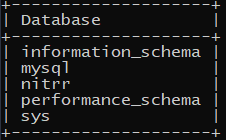 +--------------------+
| Database           |
+--------------------+
| information_schema |
| mysql              |
| nitrr              |
| performance_schema |
| sys                |
+--------------------+